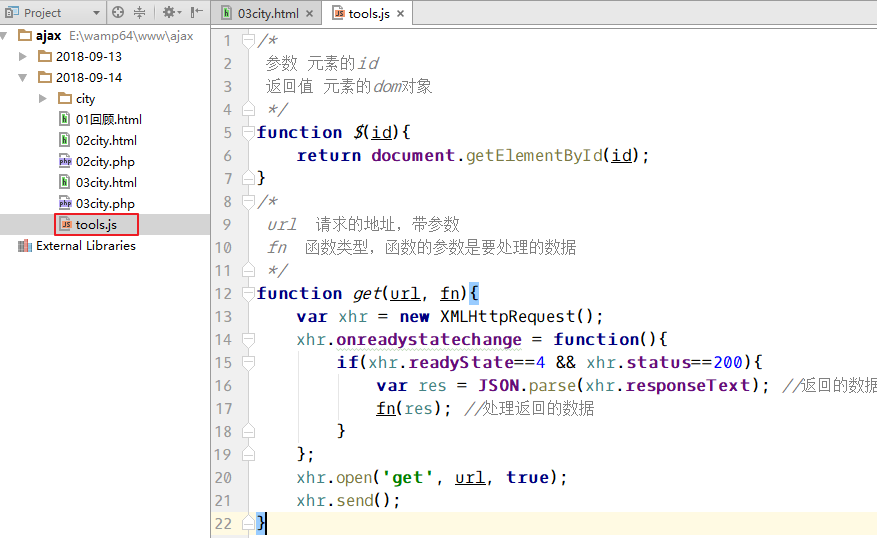 Project
03city.html
tools.js
ajax E:\wamp64\www\ajax
2018-09-13
2018-09-14
city
01回顾.html
02city.html
02city.php
03city.html
03city.php
tools.js
External Libraries
1 /*
2 参数 元素的id
3 返回值 元素的dom对象
4 */
5 function $(id){
6 return document.getElementById(id);
7 }
8 /*
9 url 请求的地址，带参数
10 fn 函数类型，函数的参数是要处理的数据
11 */
12 function get(url, fn){
13 var xhr = new XMLHttpRequest();
14 xhr.onreadystatechange = function(){
15 if(xhr.readyState==4 && xhr.status==200){
16 var res = JSON.parse(xhr.responseText); //返回的数据
17 fn(res); //处理返回的数据
18 }
19 };
20 xhr.open('get', url, true);
21 xhr.send();
22 }